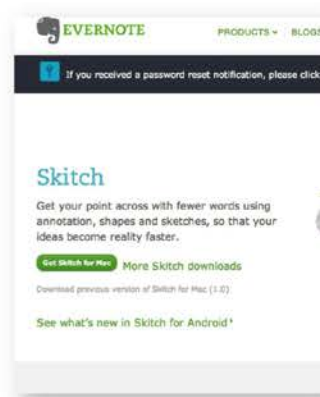 EVERNOTE
PRODUCTS BLOGS
If you received a password reset notification, please click
Skitch
Get your point across with fewer words using
annotation, shapes and sketches, so that your
ideas become reality faster.
Get Skitch for Mac More Skitch downloads
Download previous version of Skitch for Mac (1.0)
See what's new in Skitch for Android